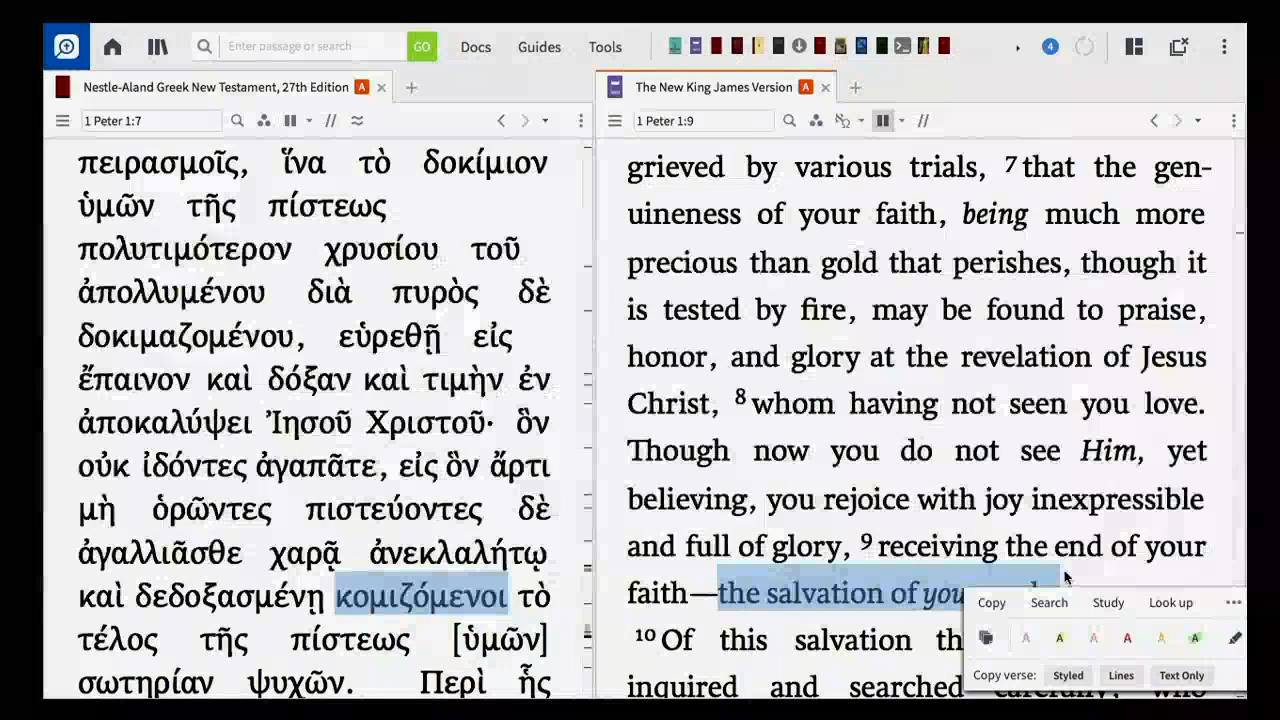 Enter passage or search
GO
Docs
Guides
Tools
4
Nestle-Aland Greek New Testament, 27th Edition A
The New King James Version A
1 Peter 1:7
1 Peter 1:9
πειρασμοῖς, ἵνα τὸ δοκίμιον
ὑμῶν τῆς πίστεως
πολυτιμότερον χρυσίου τοῦ
ἀπολλυμένου διὰ πυρὸς δὲ
δοκιμαζομένου, εὑρεθῇ εἰς
ἔπαινον καὶ δόξαν καὶ τιμὴν ἐν
ἀποκαλύψει Ἰησοῦ Χριστοῦ· ὃν
οὐκ ἰδόντες ἀγαπᾶτε, εἰς ὃν ἄρτι
μὴ ὁρῶντες πιστεύοντες δὲ
ἀγαλλιᾶσθε χαρᾷ ἀνεκλαλήτῳ
καὶ δεδοξασμένῃ κομιζόμενοι τὸ
τέλος τῆς πίστεως [ὑμῶν]
σωτηρίαν ψυχῶν. Περὶ ἧς
grieved by various trials, 7 that the gen-
uineness of your faith, being much more
precious than gold that perishes, though it
is tested by fire, may be found to praise,
honor, and glory at the revelation of Jesus
Christ, 8 whom having not seen you love.
Though now you do not see Him, yet
believing, you rejoice with joy inexpressible
and full of glory, 9 receiving the end of your
faith—the salvation of you
10 Of this salvation th
inquired and searched carefully, who
Copy
Search
Study
Look up
Copy verse:
Styled
Lines
Text Only